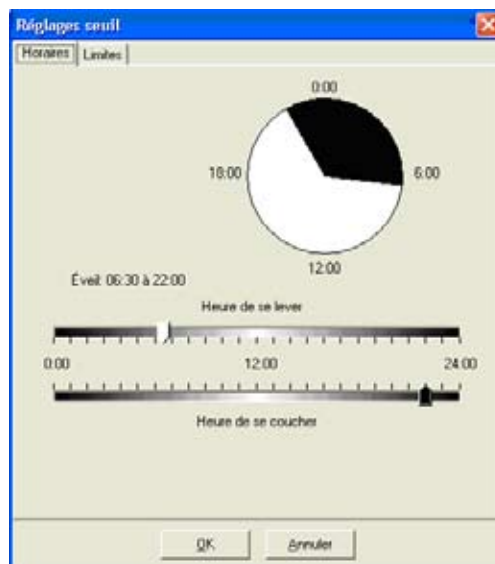 Réglages seuil
Horaires Limites
0:00
18:00 6:00
12:00
Éveil: 06:30 à 22:00
Heure de se lever
0:00 12:00 24:00
Heure de se coucher
OK Annuler